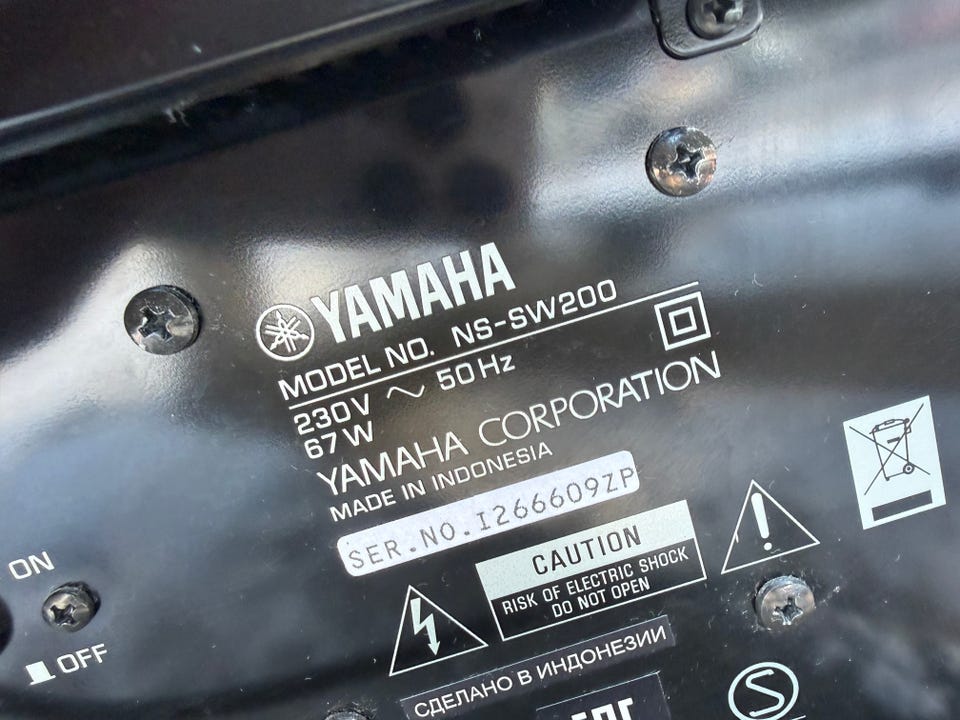 YAMAHA
MODEL NO. NS-SW200
230V ~ 50Hz
67W
YAMAHA CORPORATION
MADE IN INDONESIA
SER.NO.I266609ZP
CAUTION
RISK OF ELECTRIC SHOCK
DO NOT OPEN
ON
OFF
СДЕЛАНО В ИНДОНЕЗИИ
S